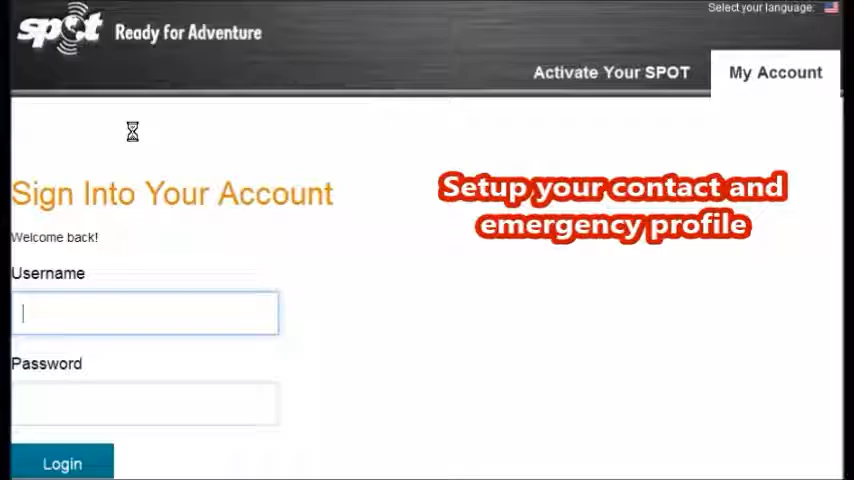 Select your language:
spot Ready for Adventure
Activate Your SPOT
My Account
Sign Into Your Account
Setup your contact and
emergency profile
Welcome back!
Username
Password
Login